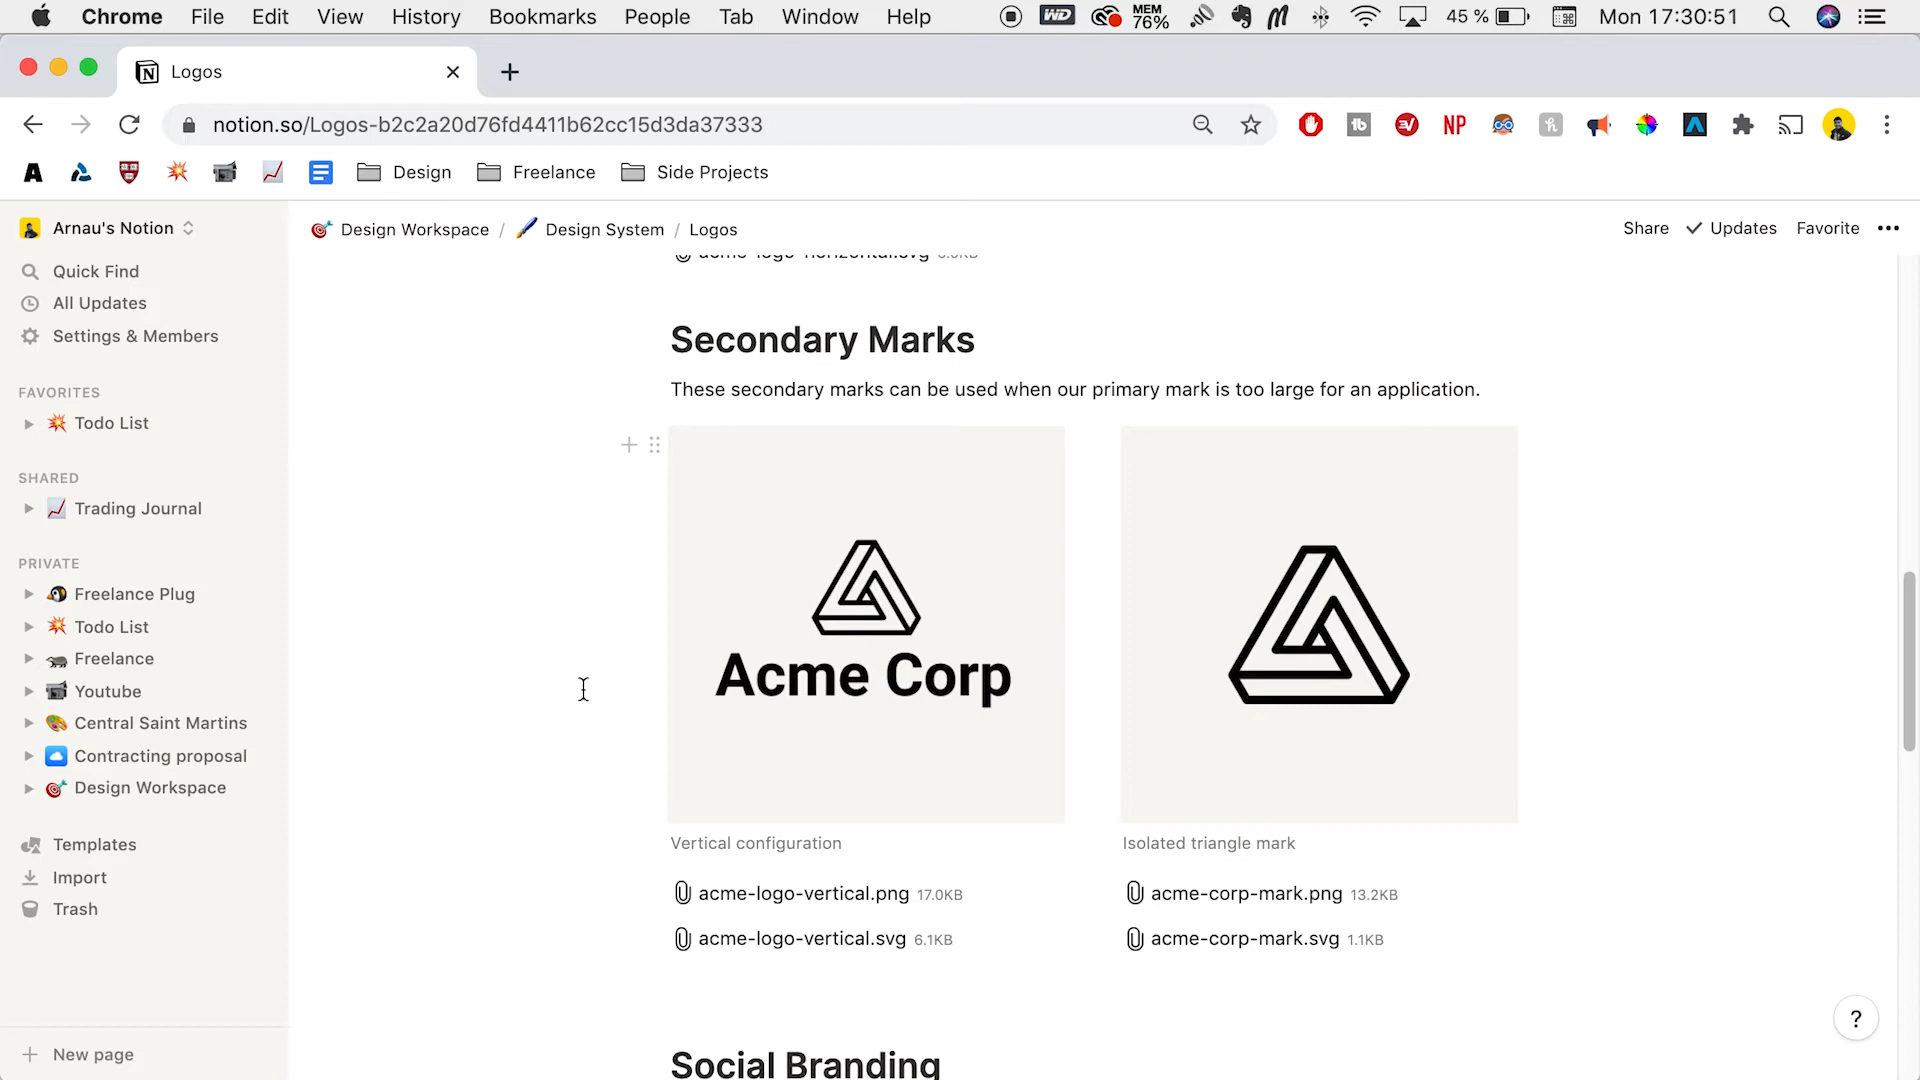 Chrome File Edit View History Bookmarks People Tab Window Help WD MEM 76% 45 % Mon 17:30:51
Logos
notion.so/Logos-b2c2a20d76fd4411b62cc15d3da37333
Design Freelance Side Projects
Arnau's Notion
Quick Find
All Updates
Settings & Members
FAVORITES
Todo List
SHARED
Trading Journal
PRIVATE
Freelance Plug
Todo List
Freelance
Youtube
Central Saint Martins
Contracting proposal
Design Workspace
Templates
Import
Trash
New page
Design Workspace / Design System / Logos
Share Updates Favorite
acme-logo-horizontal.svg
Secondary Marks
These secondary marks can be used when our primary mark is too large for an application.
Acme Corp
Vertical configuration
acme-logo-vertical.png 17.0KB
acme-logo-vertical.svg 6.1KB
Isolated triangle mark
acme-corp-mark.png 13.2KB
acme-corp-mark.svg 1.1KB
Social Branding
?